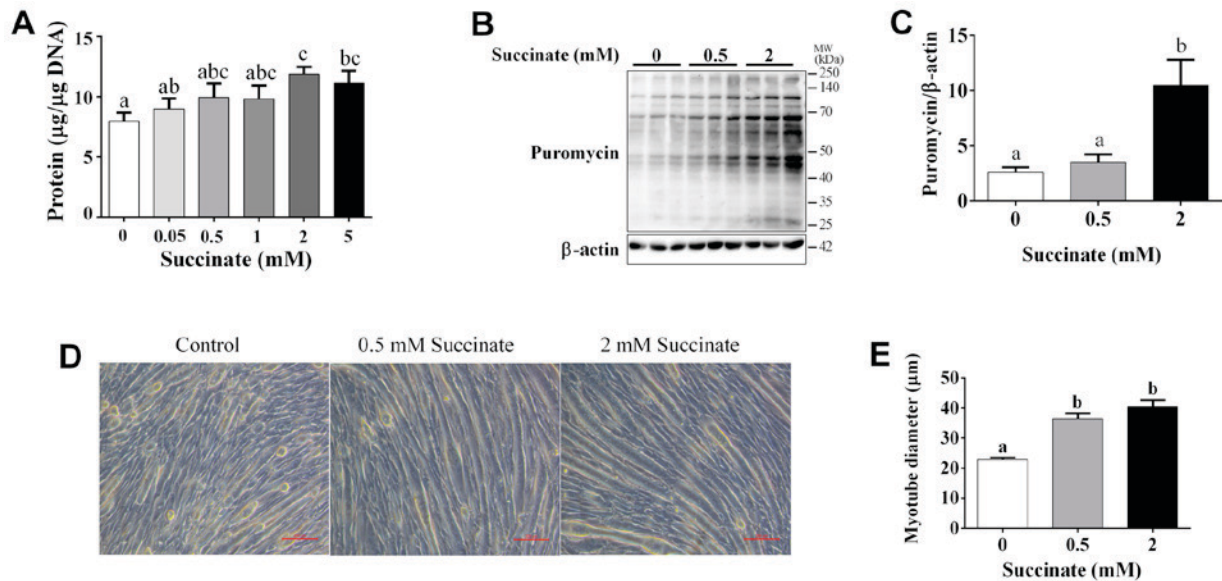 A
Protein (µg/µg DNA)
15
10
5
0
a
ab
abc
abc
c
bc
0
0.05
0.5
1
2
5
Succinate (mM)
B
Succinate (mM)
0
0.5
2
MW
(kDa)
250
140
70
50
40
35
25
42
Puromycin
β-actin
C
Puromycin/β-actin
15
10
5
0
a
a
b
0
0.5
2
Succinate (mM)
D
Control
0.5 mM Succinate
2 mM Succinate
E
Myotube diameter (µm)
50
40
30
20
10
0
a
b
b
0
0.5
2
Succinate (mM)